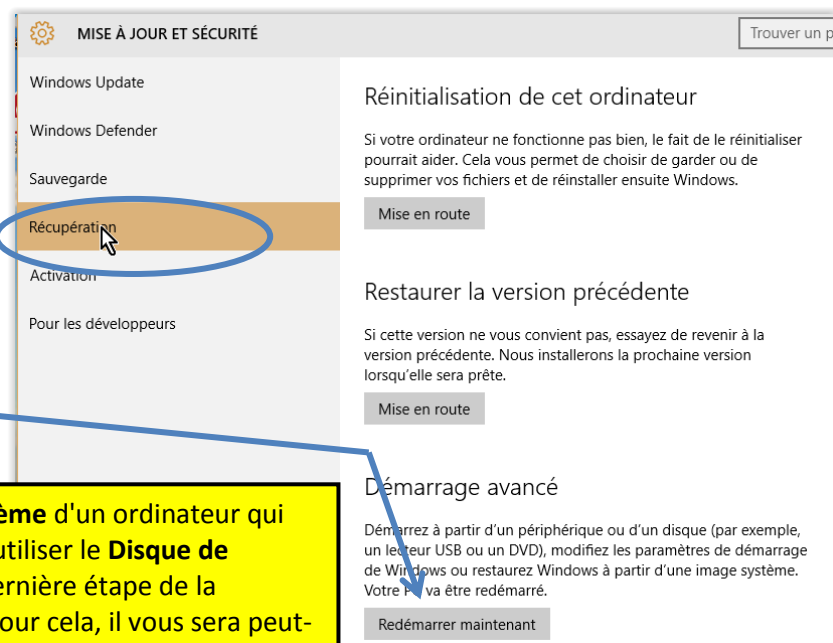 MISE À JOUR ET SÉCURITÉ
Trouver un p
Windows Update
Windows Defender
Sauvegarde
Récupération
Activation
Pour les développeurs
Réinitialisation de cet ordinateur
Si votre ordinateur ne fonctionne pas bien, le fait de le réinitialiser
pourrait aider. Cela vous permet de choisir de garder ou de
supprimer vos fichiers et de réinstaller ensuite Windows.
Mise en route
Restaurer la version précédente
Si cette version ne vous convient pas, essayez de revenir à la
version précédente. Nous installerons la prochaine version
lorsqu’elle sera prête.
Mise en route
Démarrage avancé
Démarrez à partir d’un périphérique ou d’un disque (par exemple,
un lecteur USB ou un DVD), modifiez les paramètres de démarrage
de Windows ou restaurez Windows à partir d’une image système.
Votre PC va être redémarré.
Redémarrer maintenant
ème d'un ordinateur qui
utiliser le Disque de
ernière étape de la
our cela, il vous sera peut-